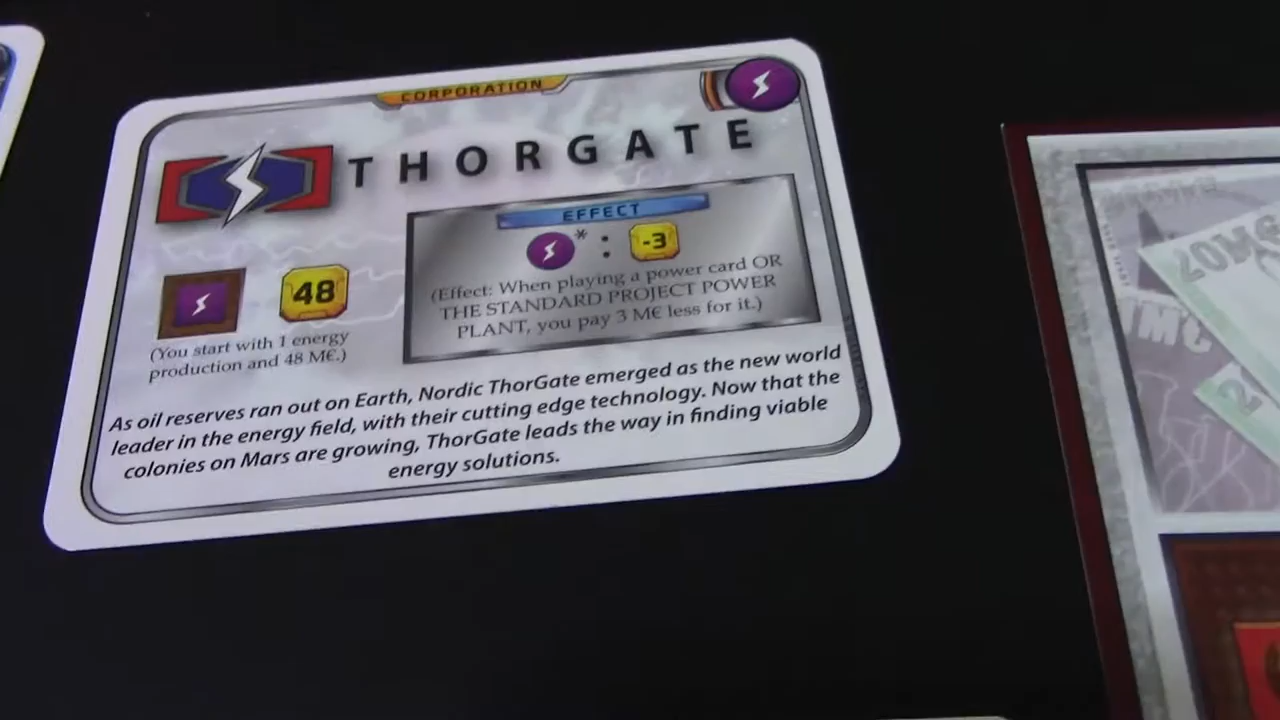 CORPORATION
THORGATE
EFFECT
* : -3
(Effect: When playing a power card OR
THE STANDARD PROJECT POWER
PLANT, you pay 3 M€ less for it.)
48
(You start with 1 energy
production and 48 M€.)
As oil reserves ran out on Earth, Nordic ThorGate emerged as the new world
leader in the energy field, with their cutting edge technology. Now that the
colonies on Mars are growing, ThorGate leads the way in finding viable
energy solutions.